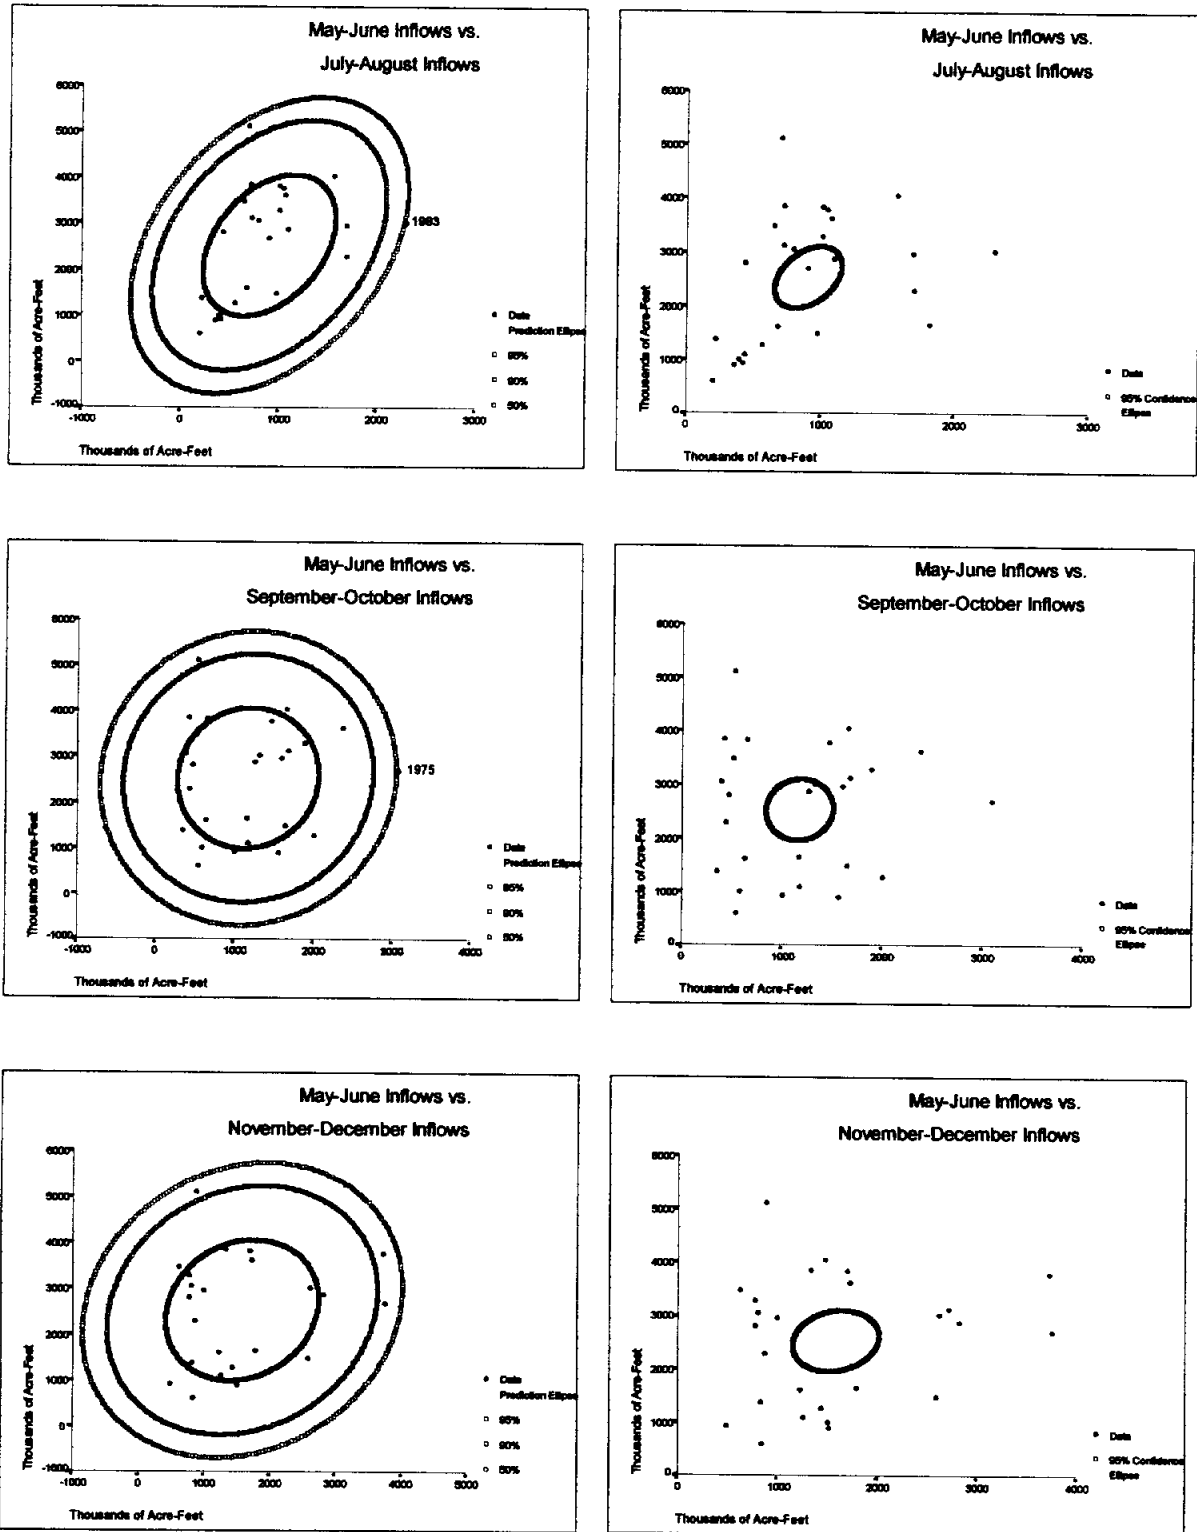 May-June Inflows vs.
July-August Inflows
6000
5000
4000
3000
2000
1000
0
-1000
-1000
0
1000
2000
3000
Thousands of Acre-Feet
Thousands of Acre-Feet
1983
Data
Prediction Ellipse
95%
90%
50%
May-June Inflows vs.
July-August Inflows
6000
5000
4000
3000
2000
1000
0
0
1000
2000
3000
Thousands of Acre-Feet
Thousands of Acre-Feet
Data
95% Confidence
Ellipse
May-June Inflows vs.
September-October Inflows
6000
5000
4000
3000
2000
1000
0
-1000
-1000
0
1000
2000
3000
4000
Thousands of Acre-Feet
Thousands of Acre-Feet
1975
Data
Prediction Ellipse
95%
90%
50%
May-June Inflows vs.
September-October Inflows
6000
5000
4000
3000
2000
1000
0
0
1000
2000
3000
4000
Thousands of Acre-Feet
Thousands of Acre-Feet
Data
95% Confidence
Ellipse
May-June Inflows vs.
November-December Inflows
6000
5000
4000
3000
2000
1000
0
-1000
-1000
0
1000
2000
3000
4000
5000
Thousands of Acre-Feet
Thousands of Acre-Feet
Data
Prediction Ellipse
95%
90%
50%
May-June Inflows vs.
November-December Inflows
6000
5000
4000
3000
2000
1000
0
0
1000
2000
3000
4000
Thousands of Acre-Feet
Thousands of Acre-Feet
Data
95% Confidence
Ellipse